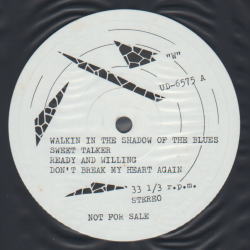 "W"
UD-6575 A
WALKIN IN THE SHADOW OF THE BLUES
SWEET TALKER
READY AND WILLING
DON'T BREAK MY HEART AGAIN
33 1/3 r.p.m.
STEREO
NOT FOR SALE